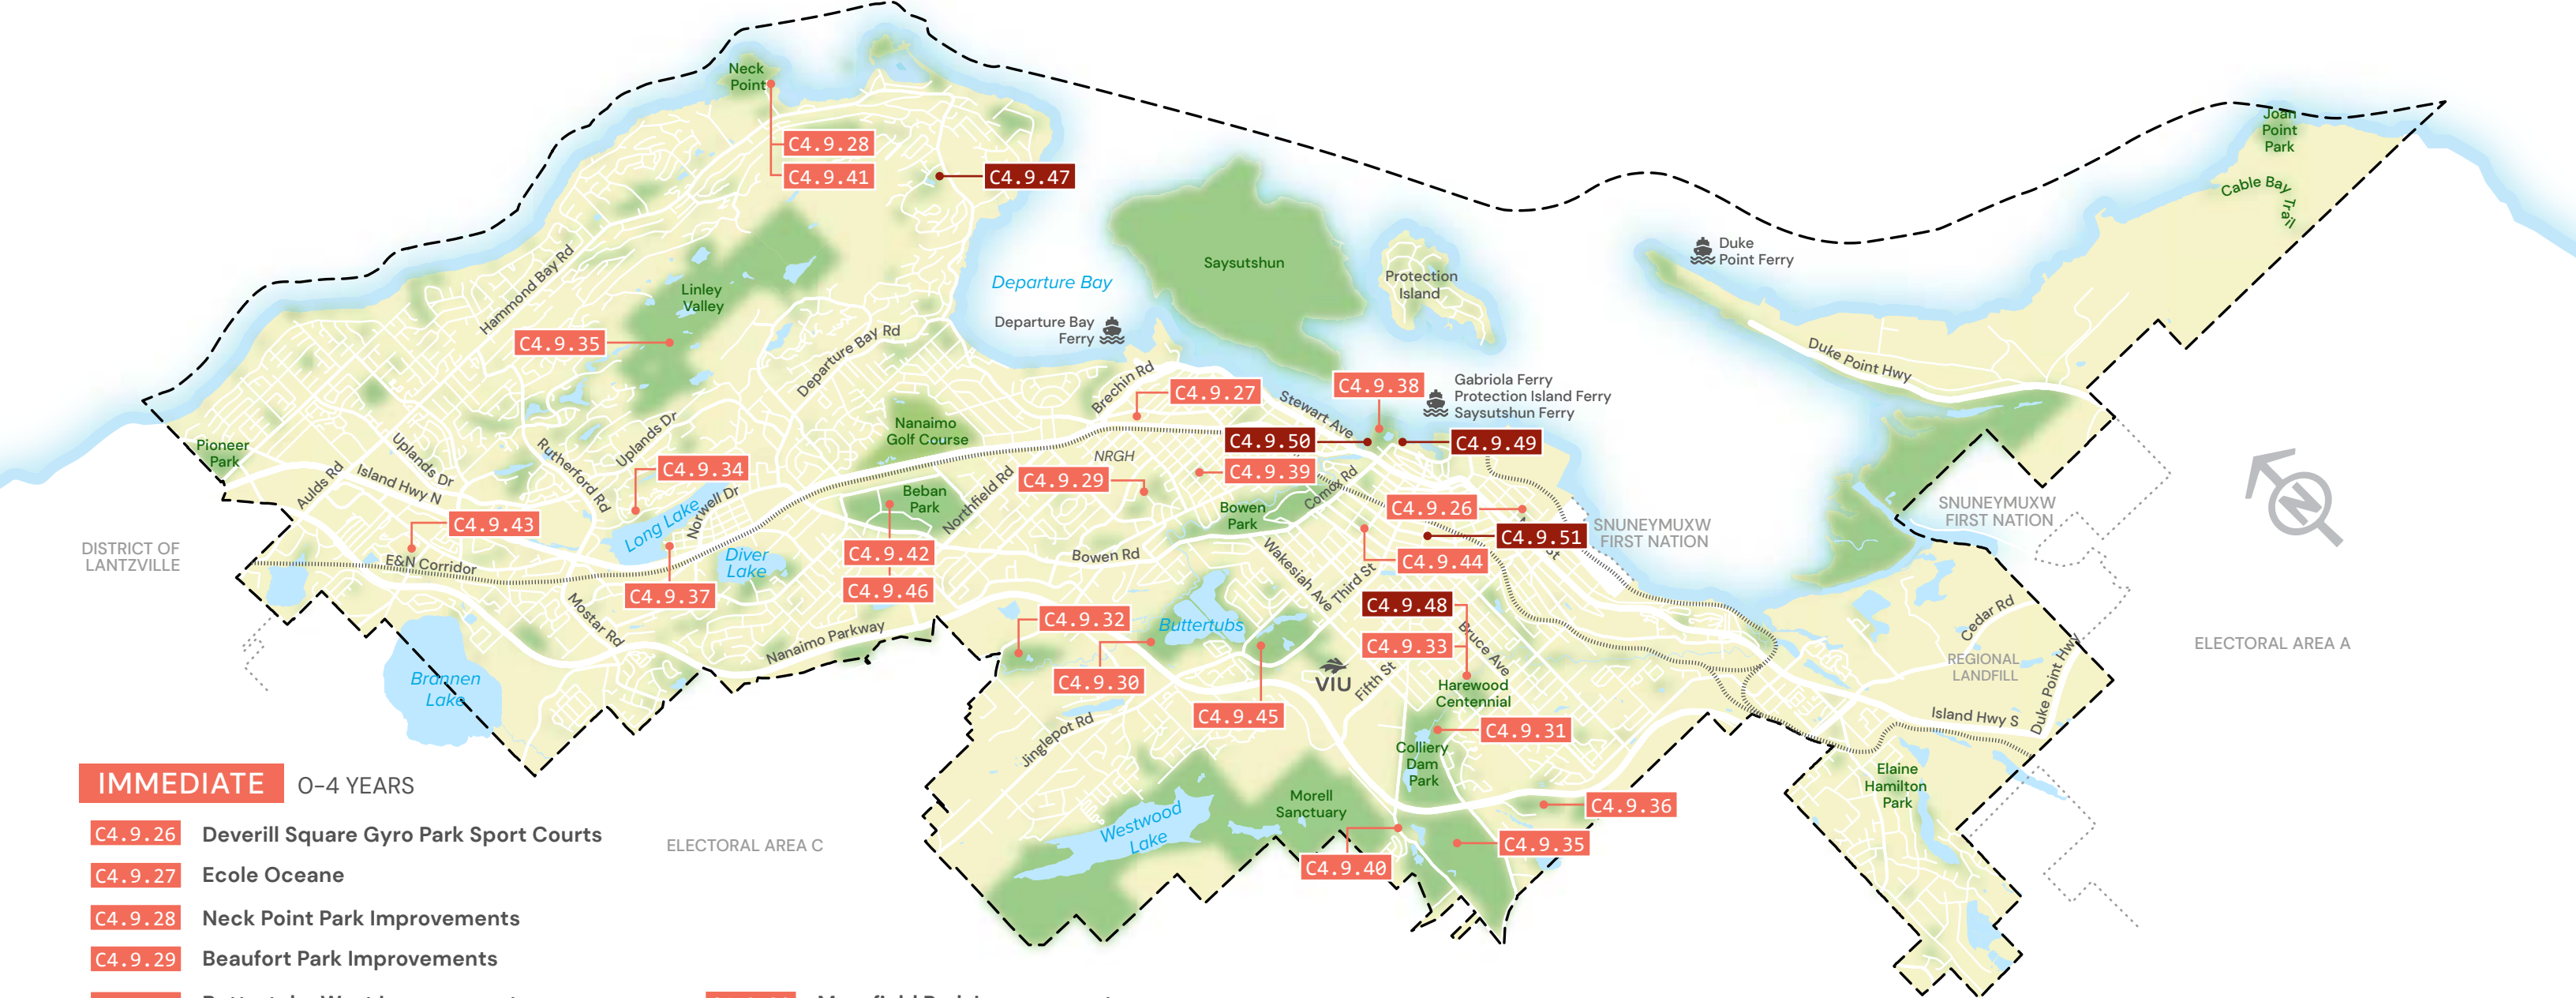 Neck
Point
C4.9.28
C4.9.41
C4.9.47
Joan
Point
Park
Cable Bay Trail
Duke
Point Ferry
Saysutshun
Protection
Island
Departure Bay
Departure Bay
Ferry
Hammond Bay Rd
Linley
Valley
C4.9.35
Departure Bay Rd
Duke Point Hwy
Brechin Rd
C4.9.27
Stewart Ave
C4.9.38
Gabriola Ferry
Protection Island Ferry
Saysutshun Ferry
Nanaimo
Golf Course
C4.9.50
C4.9.49
Pioneer
Park
Uplands Dr
Uplands Dr
Rutherford Rd
Aulds Rd
Island Hwy N
C4.9.34
NRGH
C4.9.39
C4.9.29
Comox Rd
Beban
Park
Northfield Rd
Norwell Dr
Long Lake
Bowen
Park
C4.9.26
C4.9.43
C4.9.51
SNUNEYMUXW
FIRST NATION
SNUNEYMUXW
FIRST NATION
DISTRICT OF
LANTZVILLE
E&N Corridor
Diver
Lake
C4.9.42
Bowen Rd
C4.9.44
St
C4.9.37
C4.9.46
Wakesiah Ave
Third St
C4.9.48
Mostar Rd
C4.9.32
Buttertubs
Nanaimo Parkway
C4.9.33
Bruce Ave
Cedar Rd
ELECTORAL AREA A
REGIONAL
LANDFILL
Duke Point Hwy
Brannen
Lake
C4.9.30
VIU
Fifth St
Harewood
Centennial
C4.9.45
Jinglepot Rd
C4.9.31
Island Hwy S
Colliery
Dam
Park
Elaine
Hamilton
Park
Morell
Sanctuary
C4.9.36
Westwood
Lake
C4.9.35
C4.9.40
ELECTORAL AREA C
IMMEDIATE 0-4 YEARS
C4.9.26 Deverill Square Gyro Park Sport Courts
C4.9.27 Ecole Oceane
C4.9.28 Neck Point Park Improvements
C4.9.29 Beaufort Park Improvements